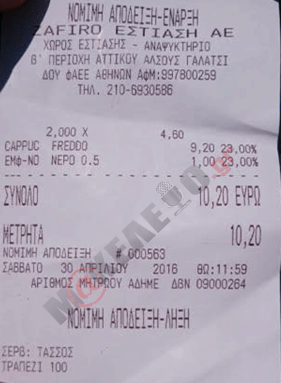 ΝΟΜΙΜΗ ΑΠΟΔΕΙΞΗ-ΕΝΑΡΞΗ
ZAFIRO ΕΣΤΙΑΣΗ ΑΕ
ΧΩΡΟΣ ΕΣΤΙΑΣΗΣ - ΑΝΑΨΥΚΤΗΡΙΟ
Β' ΠΕΡΙΟΧΗ ΑΤΤΙΚΟΥ ΑΛΣΟΥΣ ΓΑΛΑΤΣΙ
ΔΟΥ ΦΑΕΕ ΑΘΗΝΩΝ ΑΦΜ:997800259
ΤΗΛ. 210-6930586
2,000 X 4,60
CAPPUC FREDDO 9,20 23,00%
ΕΜΦ-ΝΟ ΝΕΡΟ 0.5 1,00 23,00%
ΣΥΝΟΛΟ 10,20 ΕΥΡΩ
ΜΕΤΡΗΤΑ 10,20
ΝΟΜΙΜΗ ΑΠΟΔΕΙΞΗ # 000563
ΣΑΒΒΑΤΟ 30 ΑΠΡΙΛΙΟΥ 2016 ΘΩ:11:59
ΑΡΙΘΜΟΣ ΜΗΤΡΩΟΥ ΑΔΗΜΕ ΔΒΝ 09000264
ΝΟΜΙΜΗ ΑΠΟΔΕΙΞΗ-ΛΗΞΗ
ΣΕΡΒ: ΤΑΣΣΟΣ
ΤΡΑΠΕΖΙ 100